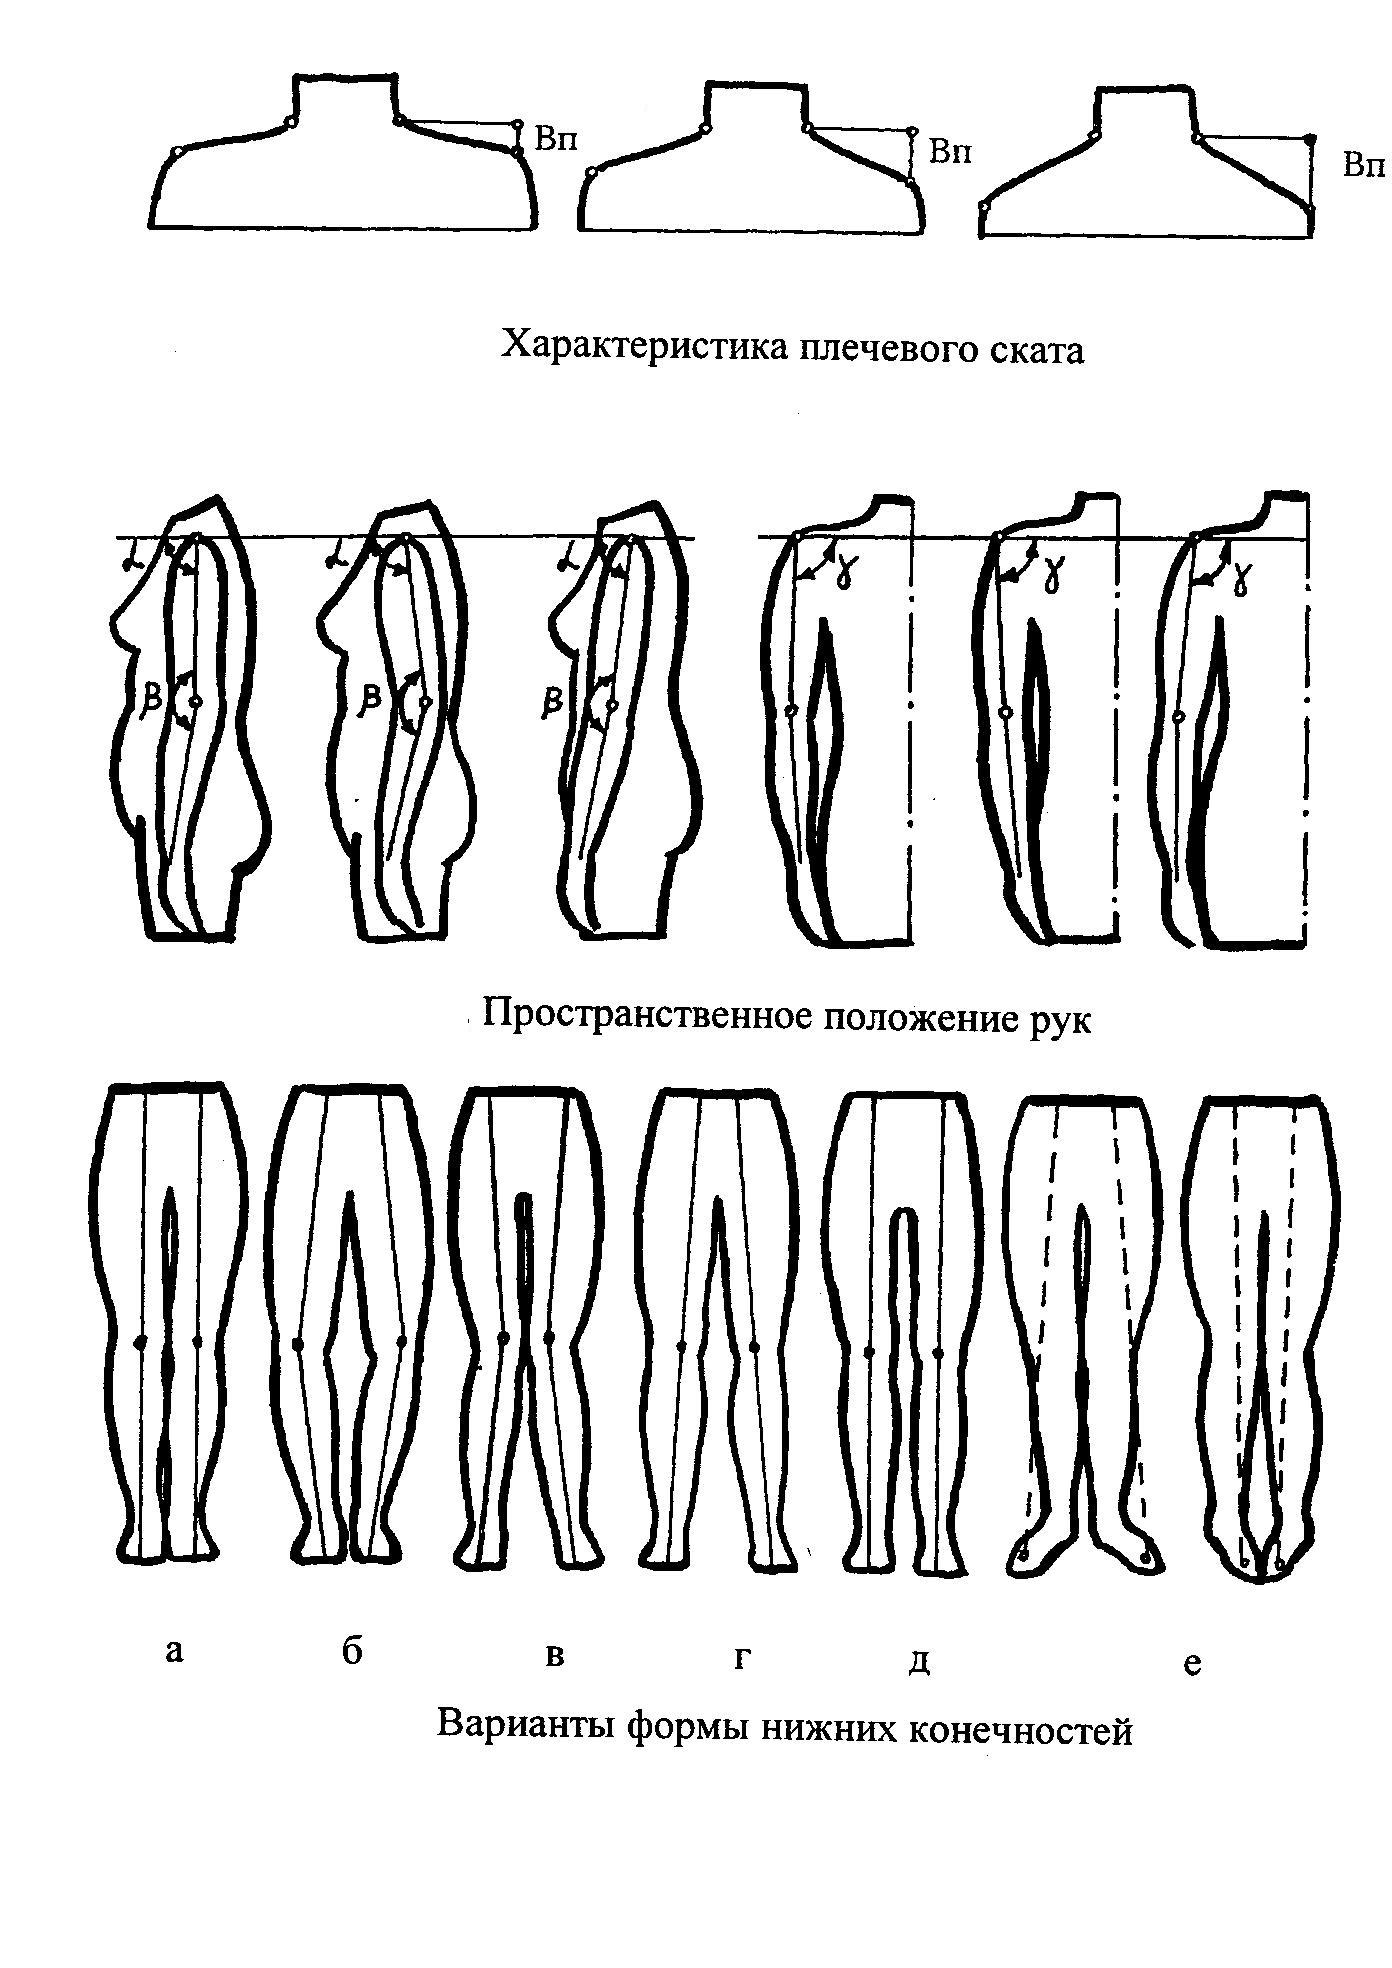 Вп Вп Вп
Характеристика плечевого ската
α α α γ γ γ
β β β
Пространственное положение рук
а б в г д е
Варианты формы нижних конечностей